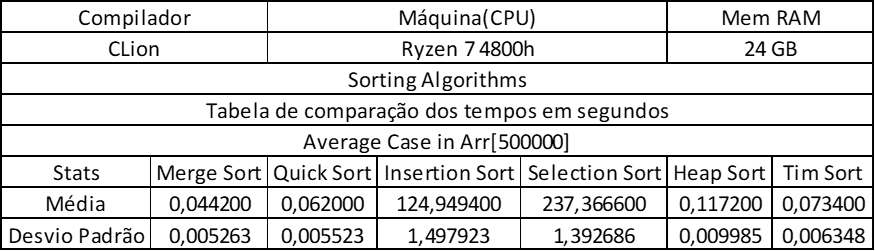 Compilador Máquina(CPU) Mem RAM
CLion Ryzen 7 4800h 24 GB
Sorting Algorithms
Tabela de comparação dos tempos em segundos
Average Case in Arr[500000]
Stats Merge Sort Quick Sort Insertion Sort Selection Sort Heap Sort Tim Sort
Média 0,044200 0,062000 124,949400 237,366600 0,117200 0,073400
Desvio Padrão 0,005263 0,005523 1,497923 1,392686 0,009985 0,006348